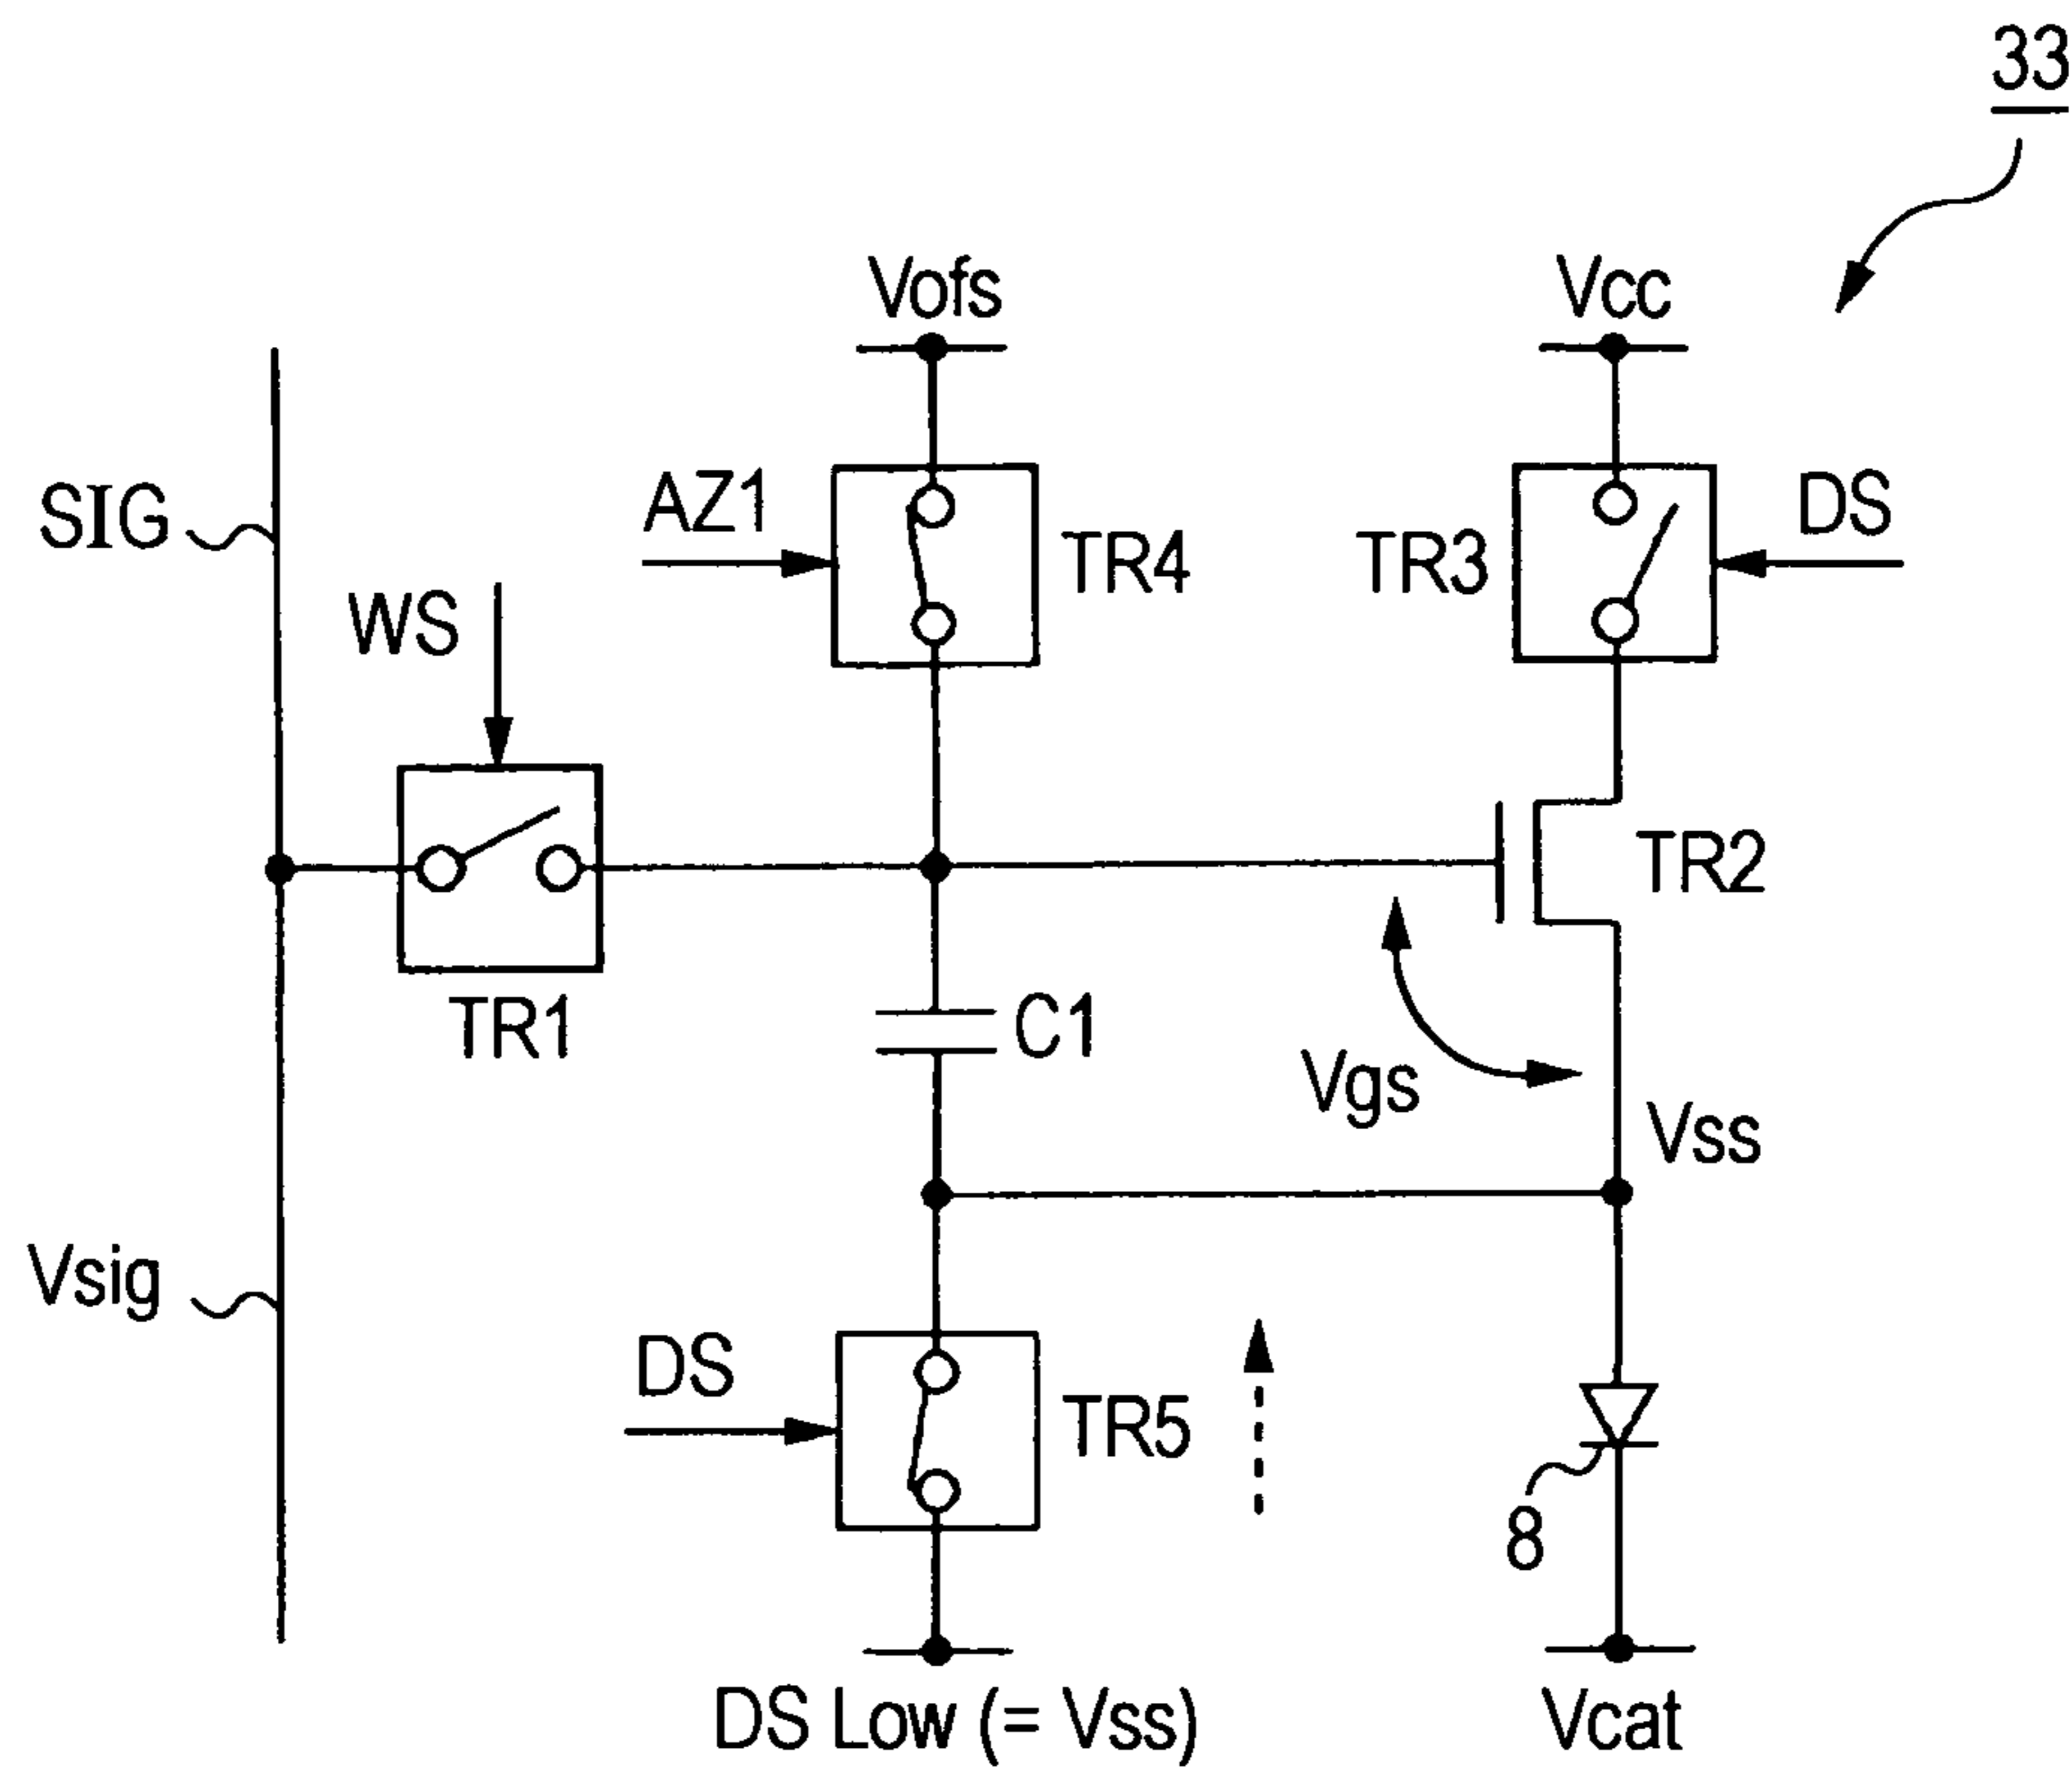 33
Vofs
Vcc
SIG
AZ1
TR4
TR3
DS
WS
TR2
TR1
C1
Vgs
Vss
Vsig
DS
TR5
8
DS Low (= Vss)
Vcat